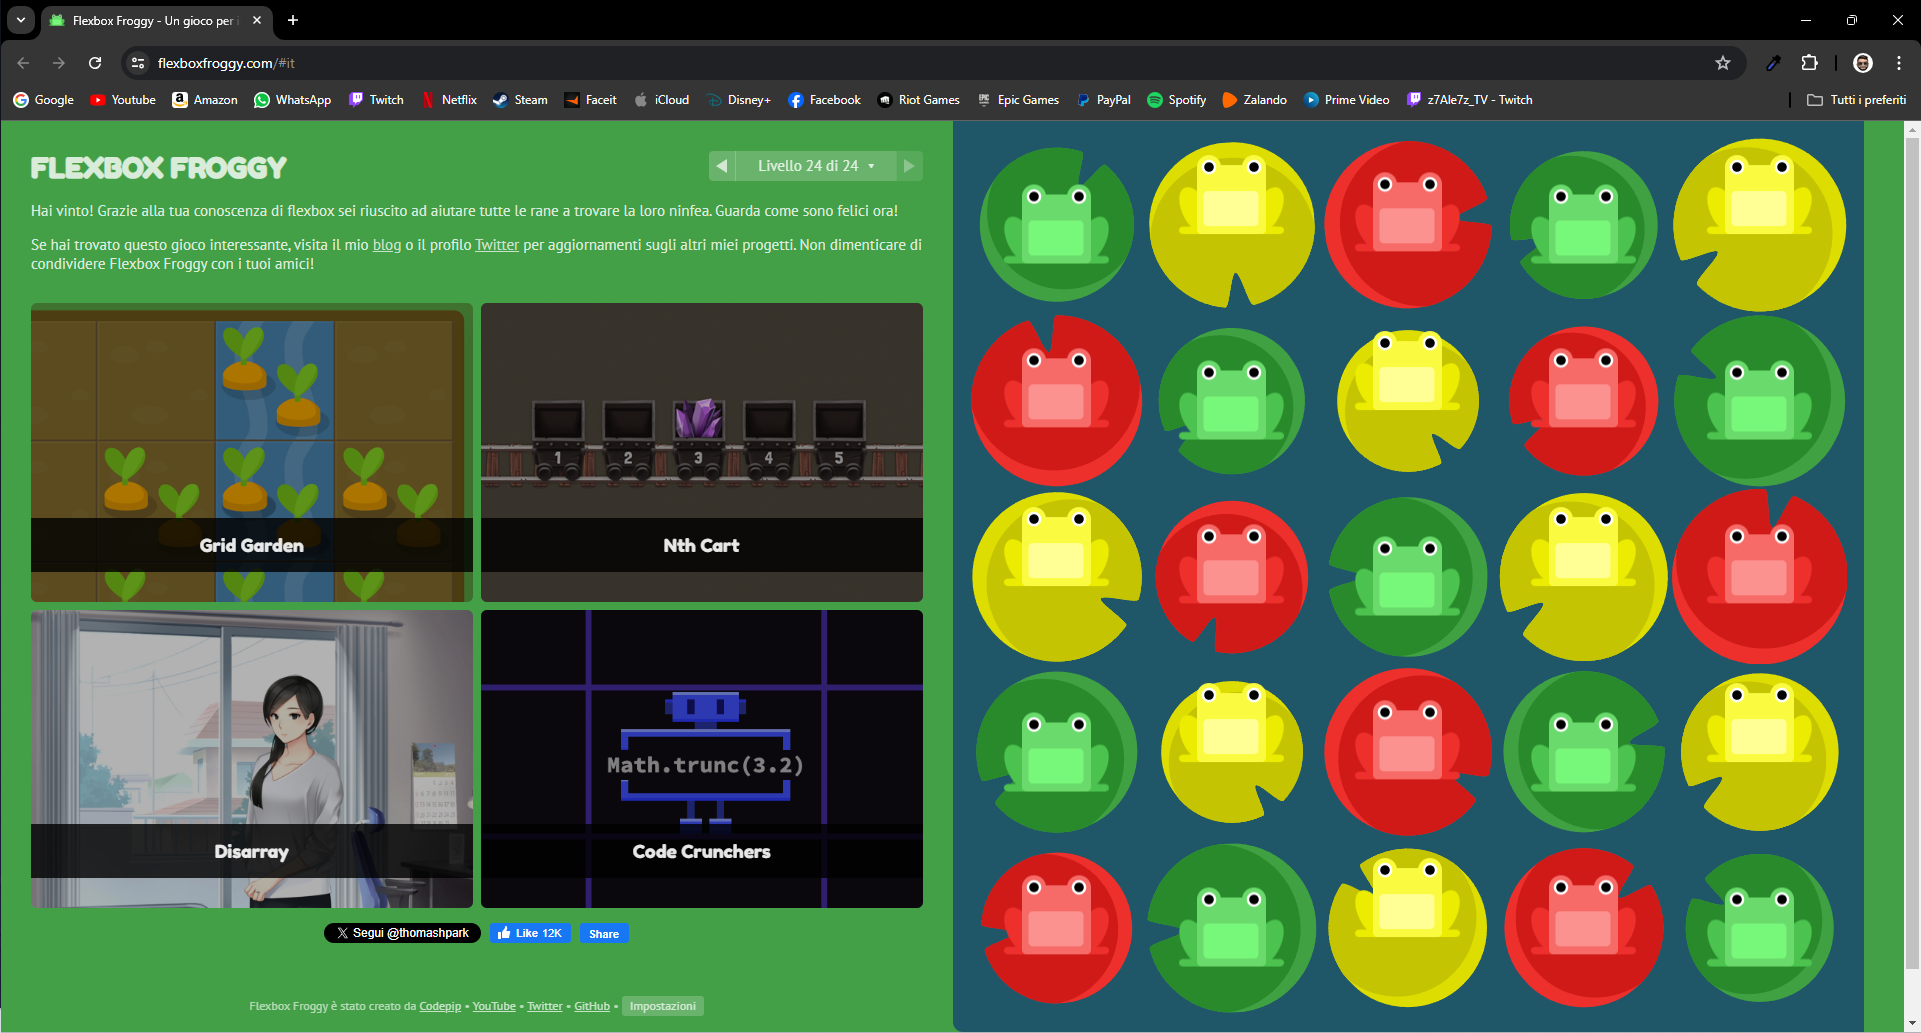 Flexbox Froggy - Un gioco per i
flexboxfroggy.com/#it
Google Youtube Amazon WhatsApp Twitch Netflix Steam Faceit iCloud Disney+ Facebook Riot Games Epic Games PayPal Spotify Zalando Prime Video z7Ale7z_TV - Twitch Tutti i preferiti
FLEXBOX FROGGY
Livello 24 di 24
Hai vinto! Grazie alla tua conoscenza di flexbox sei riuscito ad aiutare tutte le rane a trovare la loro ninfea. Guarda come sono felici ora!
Se hai trovato questo gioco interessante, visita il mio blog o il profilo Twitter per aggiornamenti sugli altri miei progetti. Non dimenticare di
condividere Flexbox Froggy con i tuoi amici!
1 2 3 4 5
Grid Garden
Nth Cart
Math.trunc(3.2)
Disarray
Code Crunchers
X Segui @thomashpark
Like 12K
Share
Flexbox Froggy è stato creato da Codepip • YouTube • Twitter • GitHub • Impostazioni